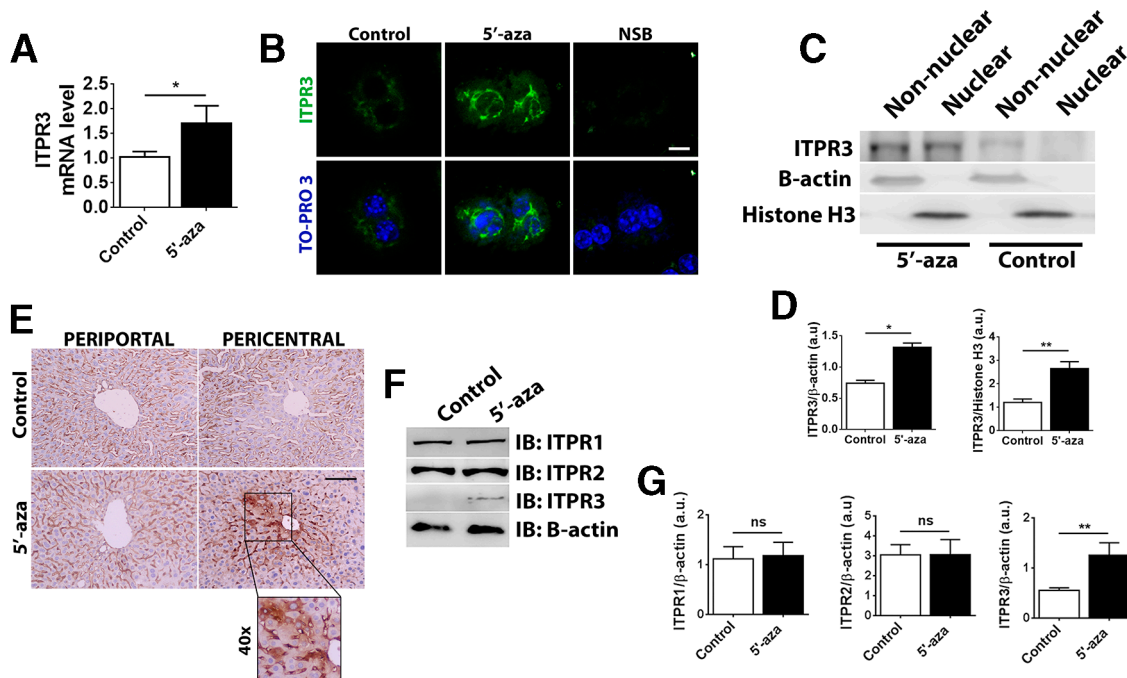 A
ITPR3
mRNA level
2.5
2.0
1.5
1.0
0.5
0.0
*
Control
5'-aza
B
Control
5'-aza
NSB
ITPR3
TO-PRO 3
C
Non-nuclear
Nuclear
Non-nuclear
Nuclear
ITPR3
B-actin
Histone H3
5'-aza
Control
D
ITPR3/β-actin (a.u)
1.5
1.0
0.5
0.0
*
Control
5'-aza
ITPR3/Histone H3 (a.u.)
4
3
2
1
0
**
Control
5'-aza
E
PERIPORTAL
PERICENTRAL
Control
5'-aza
40x
F
Control
5'-aza
IB: ITPR1
IB: ITPR2
IB: ITPR3
IB: B-actin
G
ITPR1/β-actin (a.u.)
2
1
0
ns
Control
5'-aza
ITPR2/β-actin (a.u.)
5
4
3
2
1
0
ns
Control
5'-aza
ITPR3/β-actin (a.u.)
2
1
0
**
Control
5'-aza